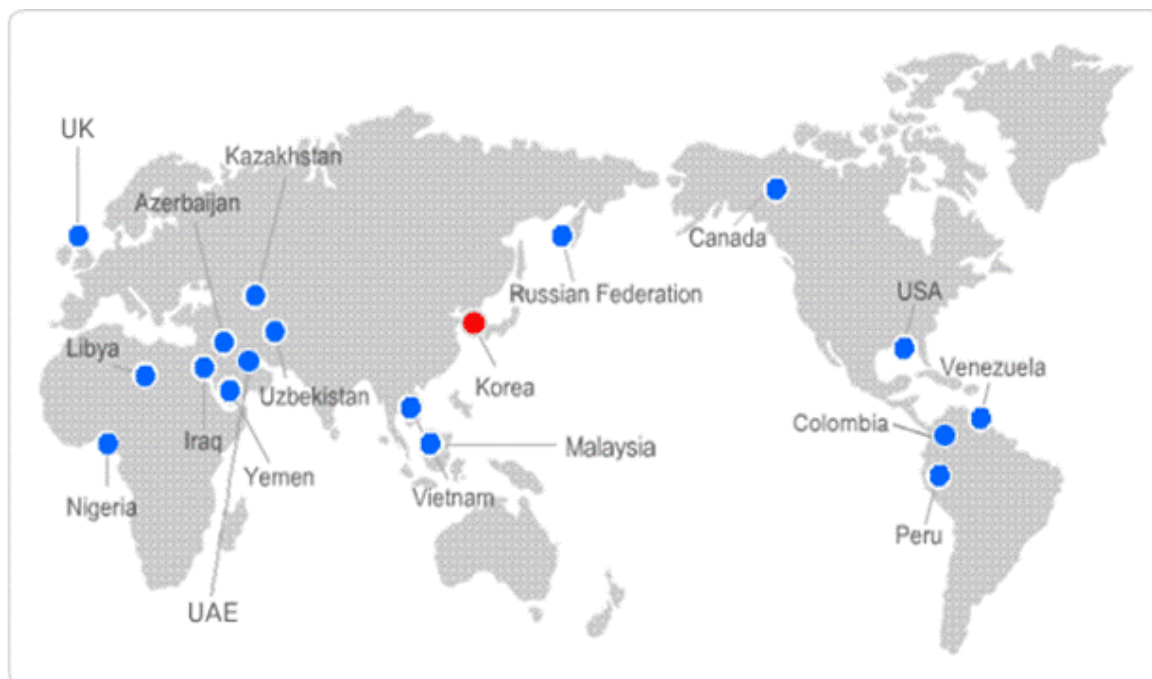 UK
Kazakhstan
Azerbaijan
Canada
Russian Federation
USA
Libya
Venezuela
Korea
Uzbekistan
Colombia
Iraq
Malaysia
Yemen
Vietnam
Nigeria
Peru
UAE